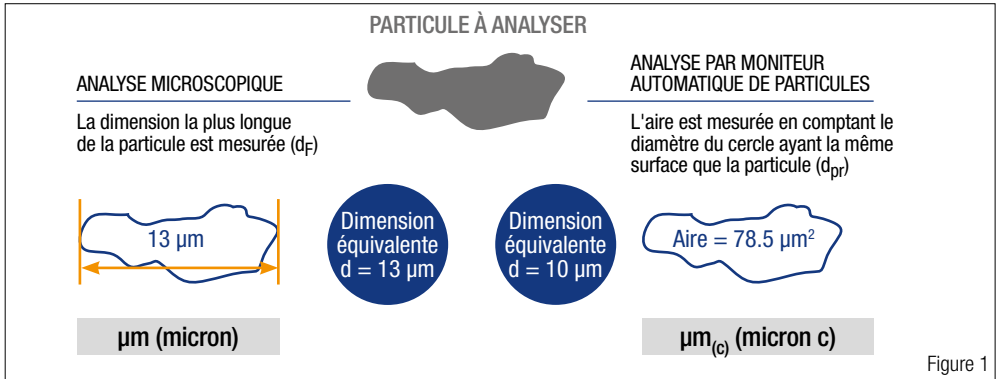 PARTICULE À ANALYSER
ANALYSE MICROSCOPIQUE
La dimension la plus longue
de la particule est mesurée (dF)
13 µm
Dimension
équivalente
d = 13 µm
µm (micron)
ANALYSE PAR MONITEUR
AUTOMATIQUE DE PARTICULES
L'aire est mesurée en comptant le
diamètre du cercle ayant la même
surface que la particule (dpr)
Dimension
équivalente
d = 10 µm
Aire = 78.5 µm²
µm(c) (micron c)
Figure 1